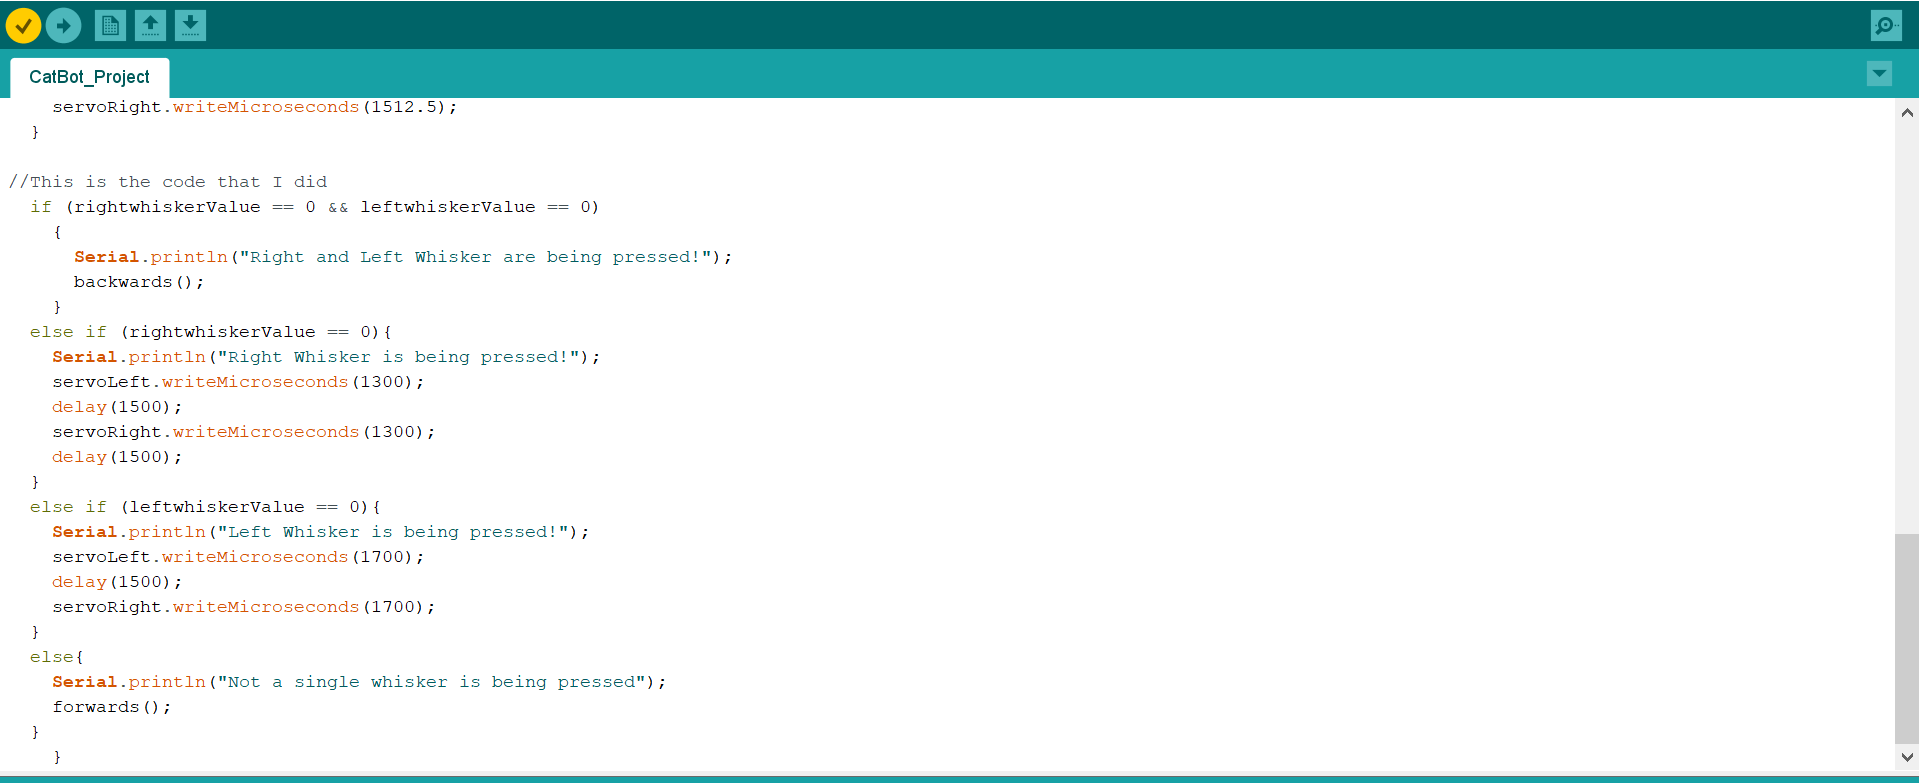 CatBot_Project
    servoRight.writeMicroseconds(1512.5);
  }
//This is the code that I did
  if (rightwhiskerValue == 0 && leftwhiskerValue == 0)
    {
      Serial.println("Right and Left Whisker are being pressed!");
      backwards();
    }
  else if (rightwhiskerValue == 0){
    Serial.println("Right Whisker is being pressed!");
    servoLeft.writeMicroseconds(1300);
    delay(1500);
    servoRight.writeMicroseconds(1300);
    delay(1500);
  }
  else if (leftwhiskerValue == 0){
    Serial.println("Left Whisker is being pressed!");
    servoLeft.writeMicroseconds(1700);
    delay(1500);
    servoRight.writeMicroseconds(1700);
  }
  else{
    Serial.println("Not a single whisker is being pressed");
    forwards();
  }
    }